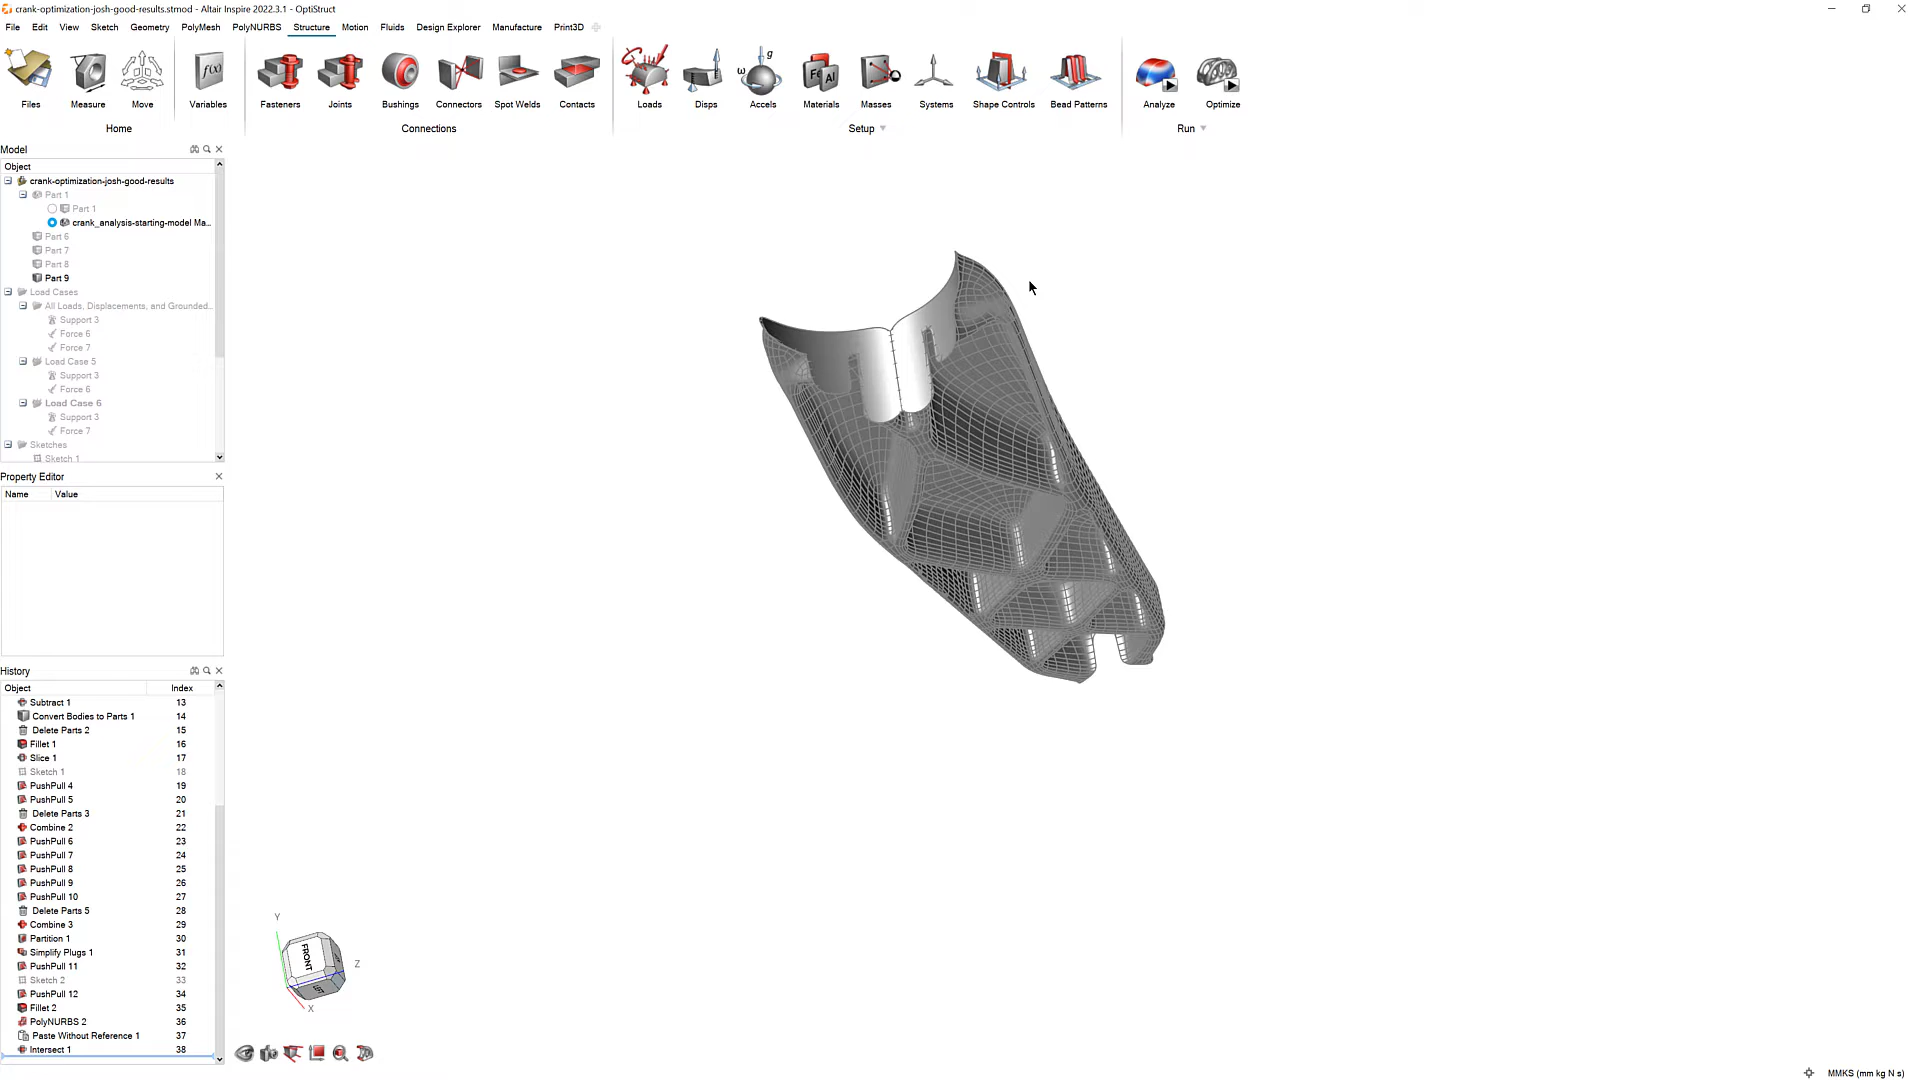 crank-optimization-josh-good-results.stmod - Altair Inspire 2022.3.1 - OptiStruct
File Edit View Sketch Geometry PolyMesh PolyNURBS Structure Motion Fluids Design Explorer Manufacture Print3D
Files Measure Move Variables Fasteners Joints Bushings Connectors Spot Welds Contacts Loads Disps Accels Materials Masses Systems Shape Controls Bead Patterns Analyze Optimize
Home Connections Setup Run
Model
Object
crank-optimization-josh-good-results
Part 1
Part 1
crank_analysis-starting-model Ma...
Part 6
Part 7
Part 8
Part 9
Load Cases
All Loads, Displacements, and Grounded...
Support 3
Force 6
Force 7
Load Case 5
Support 3
Force 6
Load Case 6
Support 3
Force 7
Sketches
Sketch 1
Property Editor
Name Value
History
Object Index
Subtract 1 13
Convert Bodies to Parts 1 14
Delete Parts 2 15
Fillet 1 16
Slice 1 17
Sketch 1 18
PushPull 4 19
PushPull 5 20
Delete Parts 3 21
Combine 2 22
PushPull 6 23
PushPull 7 24
PushPull 8 25
PushPull 9 26
PushPull 10 27
Delete Parts 5 28
Combine 3 29
Partition 1 30
Simplify Plugs 1 31
PushPull 11 32
Sketch 2 33
PushPull 12 34
Fillet 2 35
PolyNURBS 2 36
Paste Without Reference 1 37
Intersect 1 38
Y
FRONT
Z
LEFT
X
MMKS (mm kg N s)